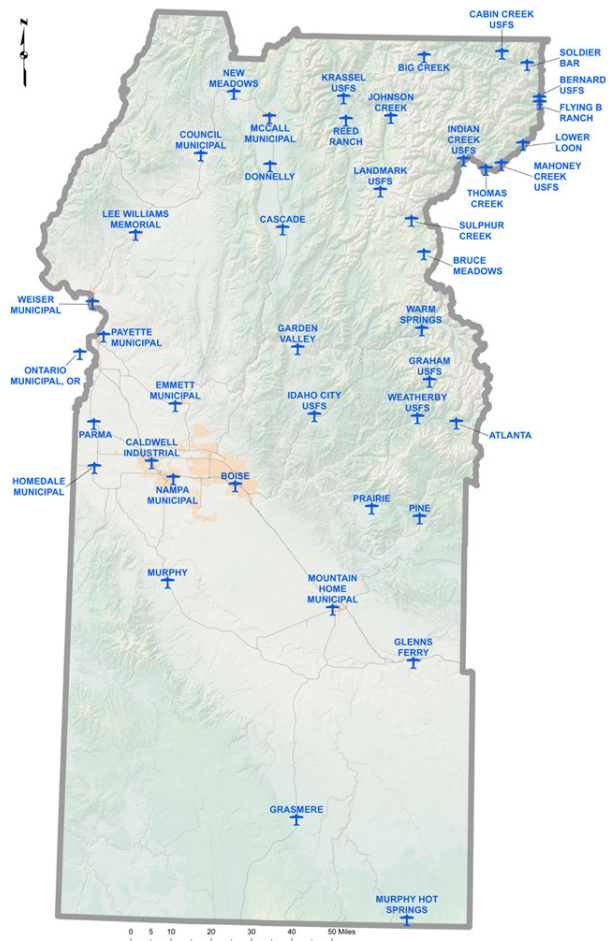 N
CABIN CREEK
USFS
SOLDIER
BAR
BIG CREEK
NEW
MEADOWS
KRASSEL
USFS
BERNARD
USFS
JOHNSON
CREEK
FLYING B
RANCH
MCCALL
MUNICIPAL
REED
RANCH
COUNCIL
MUNICIPAL
INDIAN
CREEK
USFS
LOWER
LOON
DONNELLY
LANDMARK
USFS
MAHONEY
CREEK
USFS
THOMAS
CREEK
LEE WILLIAMS
MEMORIAL
CASCADE
SULPHUR
CREEK
BRUCE
MEADOWS
WEISER
MUNICIPAL
WARM
SPRINGS
PAYETTE
MUNICIPAL
GARDEN
VALLEY
ONTARIO
MUNICIPAL, OR
GRAHAM
USFS
EMMETT
MUNICIPAL
IDAHO CITY
USFS
WEATHERBY
USFS
PARMA
ATLANTA
CALDWELL
INDUSTRIAL
HOMEDALE
MUNICIPAL
NAMPA
MUNICIPAL
BOISE
PRAIRIE
PINE
MURPHY
MOUNTAIN
HOME
MUNICIPAL
GLENNS
FERRY
GRASMERE
MURPHY HOT
SPRINGS
0 5 10 20 30 40 50 Miles